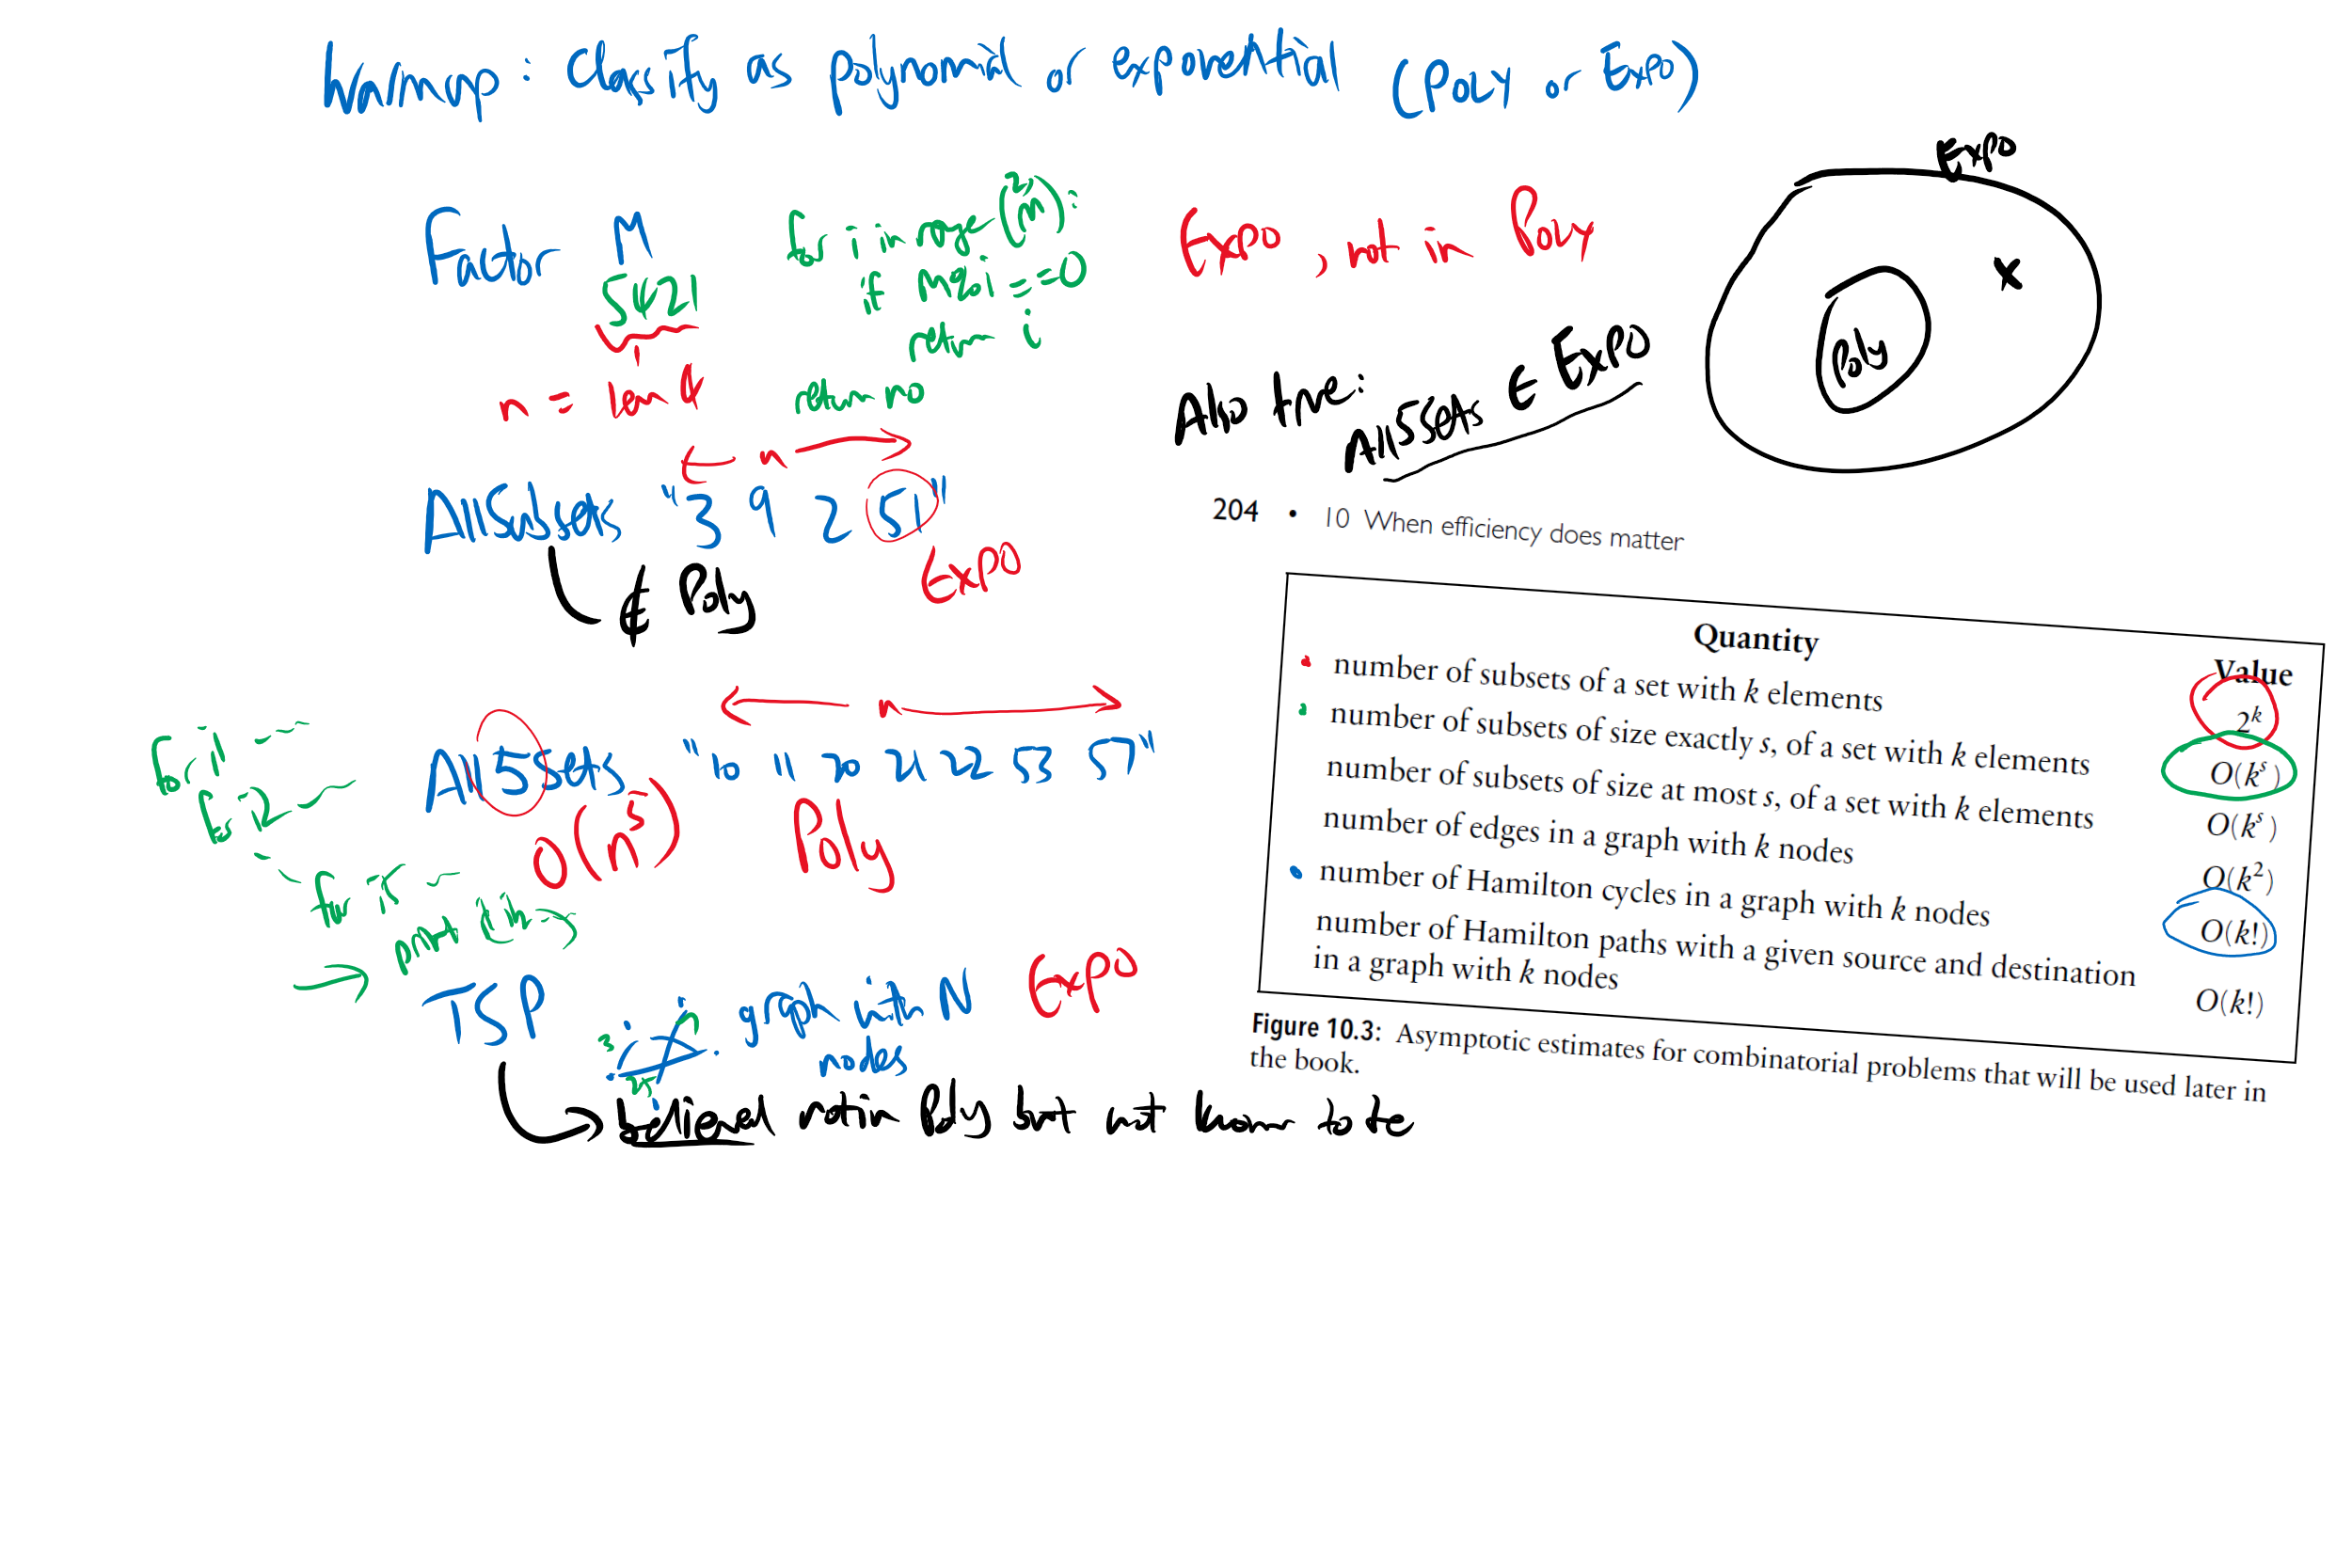 Warmup: Classify as polynomial or exponential (POLY or EXPO)
Factor M
5421
n = len 4
for i in range(2, M):
if M%i == 0
return i
return no
EXPO, not in Poly
Also true:
All5Sets ∈ EXPO
EXPO
Poly
x
← n →
AllSubsets "3 9 2 51"
∉ Poly
EXPO
← n →
All5Sets "10 11 20 21 22 53 57"
O(n⁵)
Poly
for i1
for i2
for i5
print (i1,
TSP
3
25
graph with N
nodes
EXPO
believed not in Poly but not known to be
204 • 10 When efficiency does matter
Quantity Value
number of subsets of a set with k elements 2ᵏ
number of subsets of size exactly s, of a set with k elements O(kˢ)
number of subsets of size at most s, of a set with k elements O(kˢ)
number of edges in a graph with k nodes O(k²)
number of Hamilton cycles in a graph with k nodes O(k!)
number of Hamilton paths with a given source and destination
in a graph with k nodes O(k!)
Figure 10.3: Asymptotic estimates for combinatorial problems that will be used later in
the book.